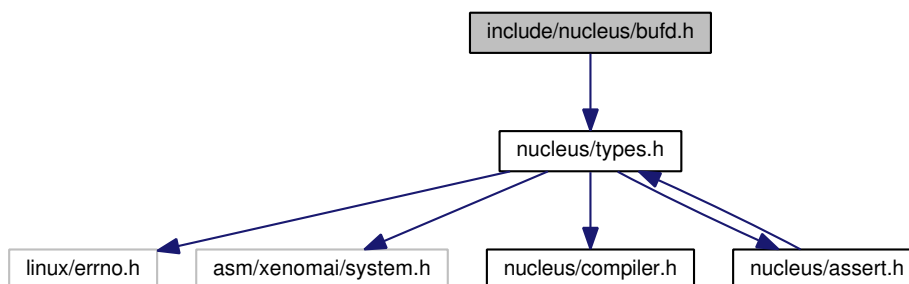 include/nucleus/bufd.h
nucleus/types.h
linux/errno.h
asm/xenomai/system.h
nucleus/compiler.h
nucleus/assert.h